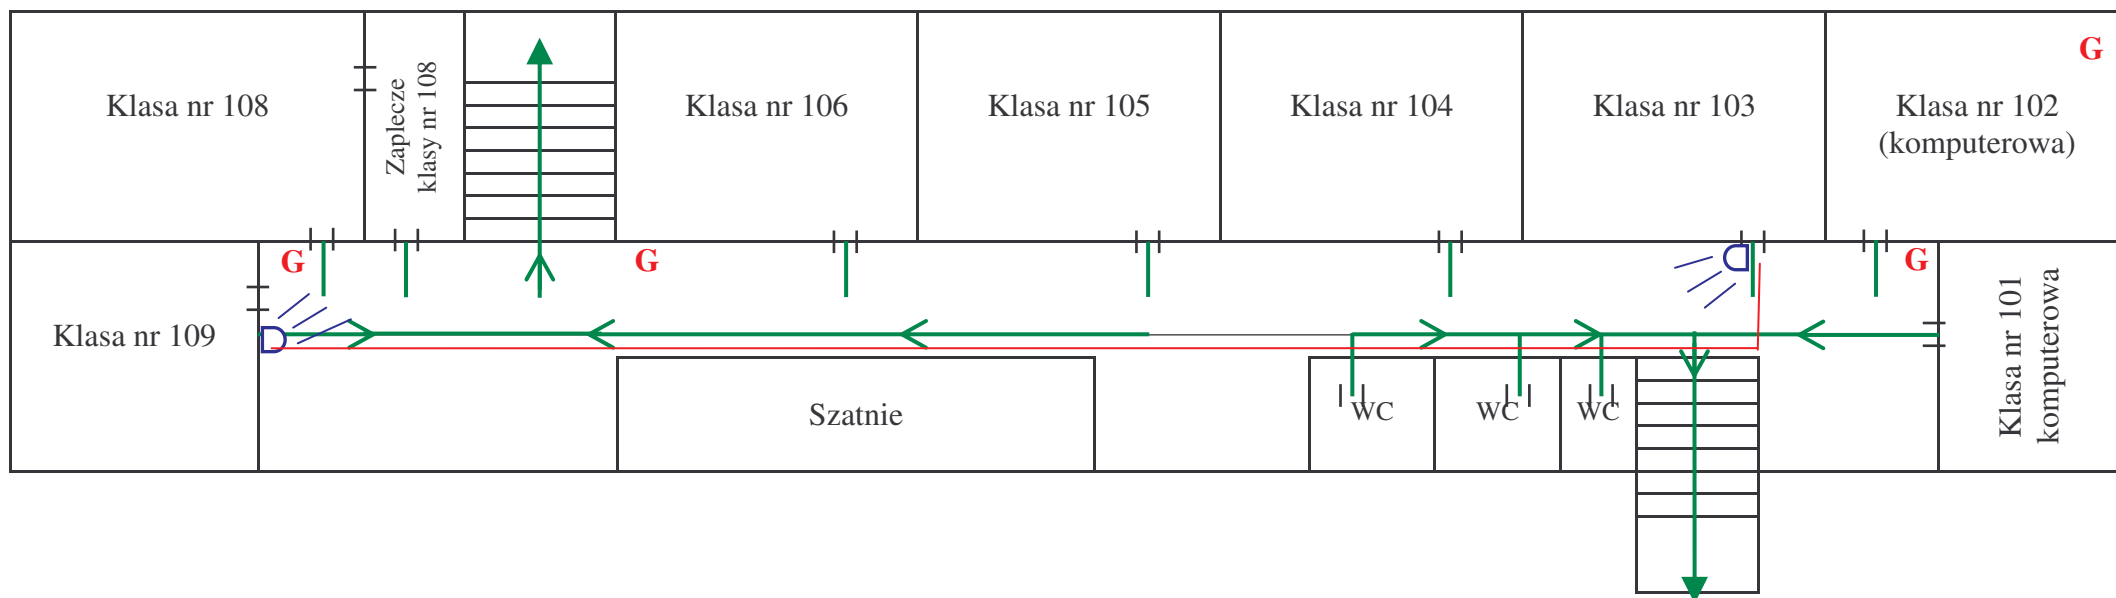 Klasa nr 108
Zaplecze
klasy nr 108
Klasa nr 106
Klasa nr 105
Klasa nr 104
Klasa nr 103
G
Klasa nr 102
(komputerowa)
G
G
G
Klasa nr 109
Szatnie
WC
WC
WC
Klasa nr 101
komputerowa